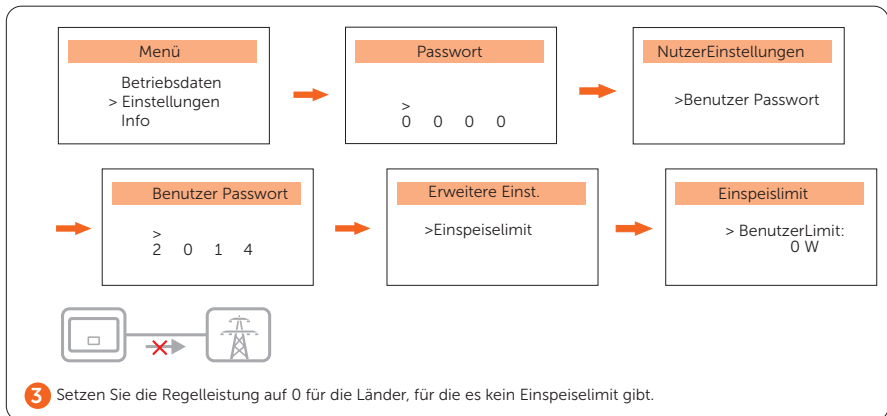 Menü
Betriebsdaten
> Einstellungen
Info
Passwort
>
0 0 0 0
NutzerEinstellungen
>Benutzer Passwort
Benutzer Passwort
>
2 0 1 4
Erweitere Einst.
>Einspeiselimit
Einspeislimit
> BenutzerLimit:
0 W
3 Setzen Sie die Regelleistung auf 0 für die Länder, für die es kein Einspeiselimit gibt.